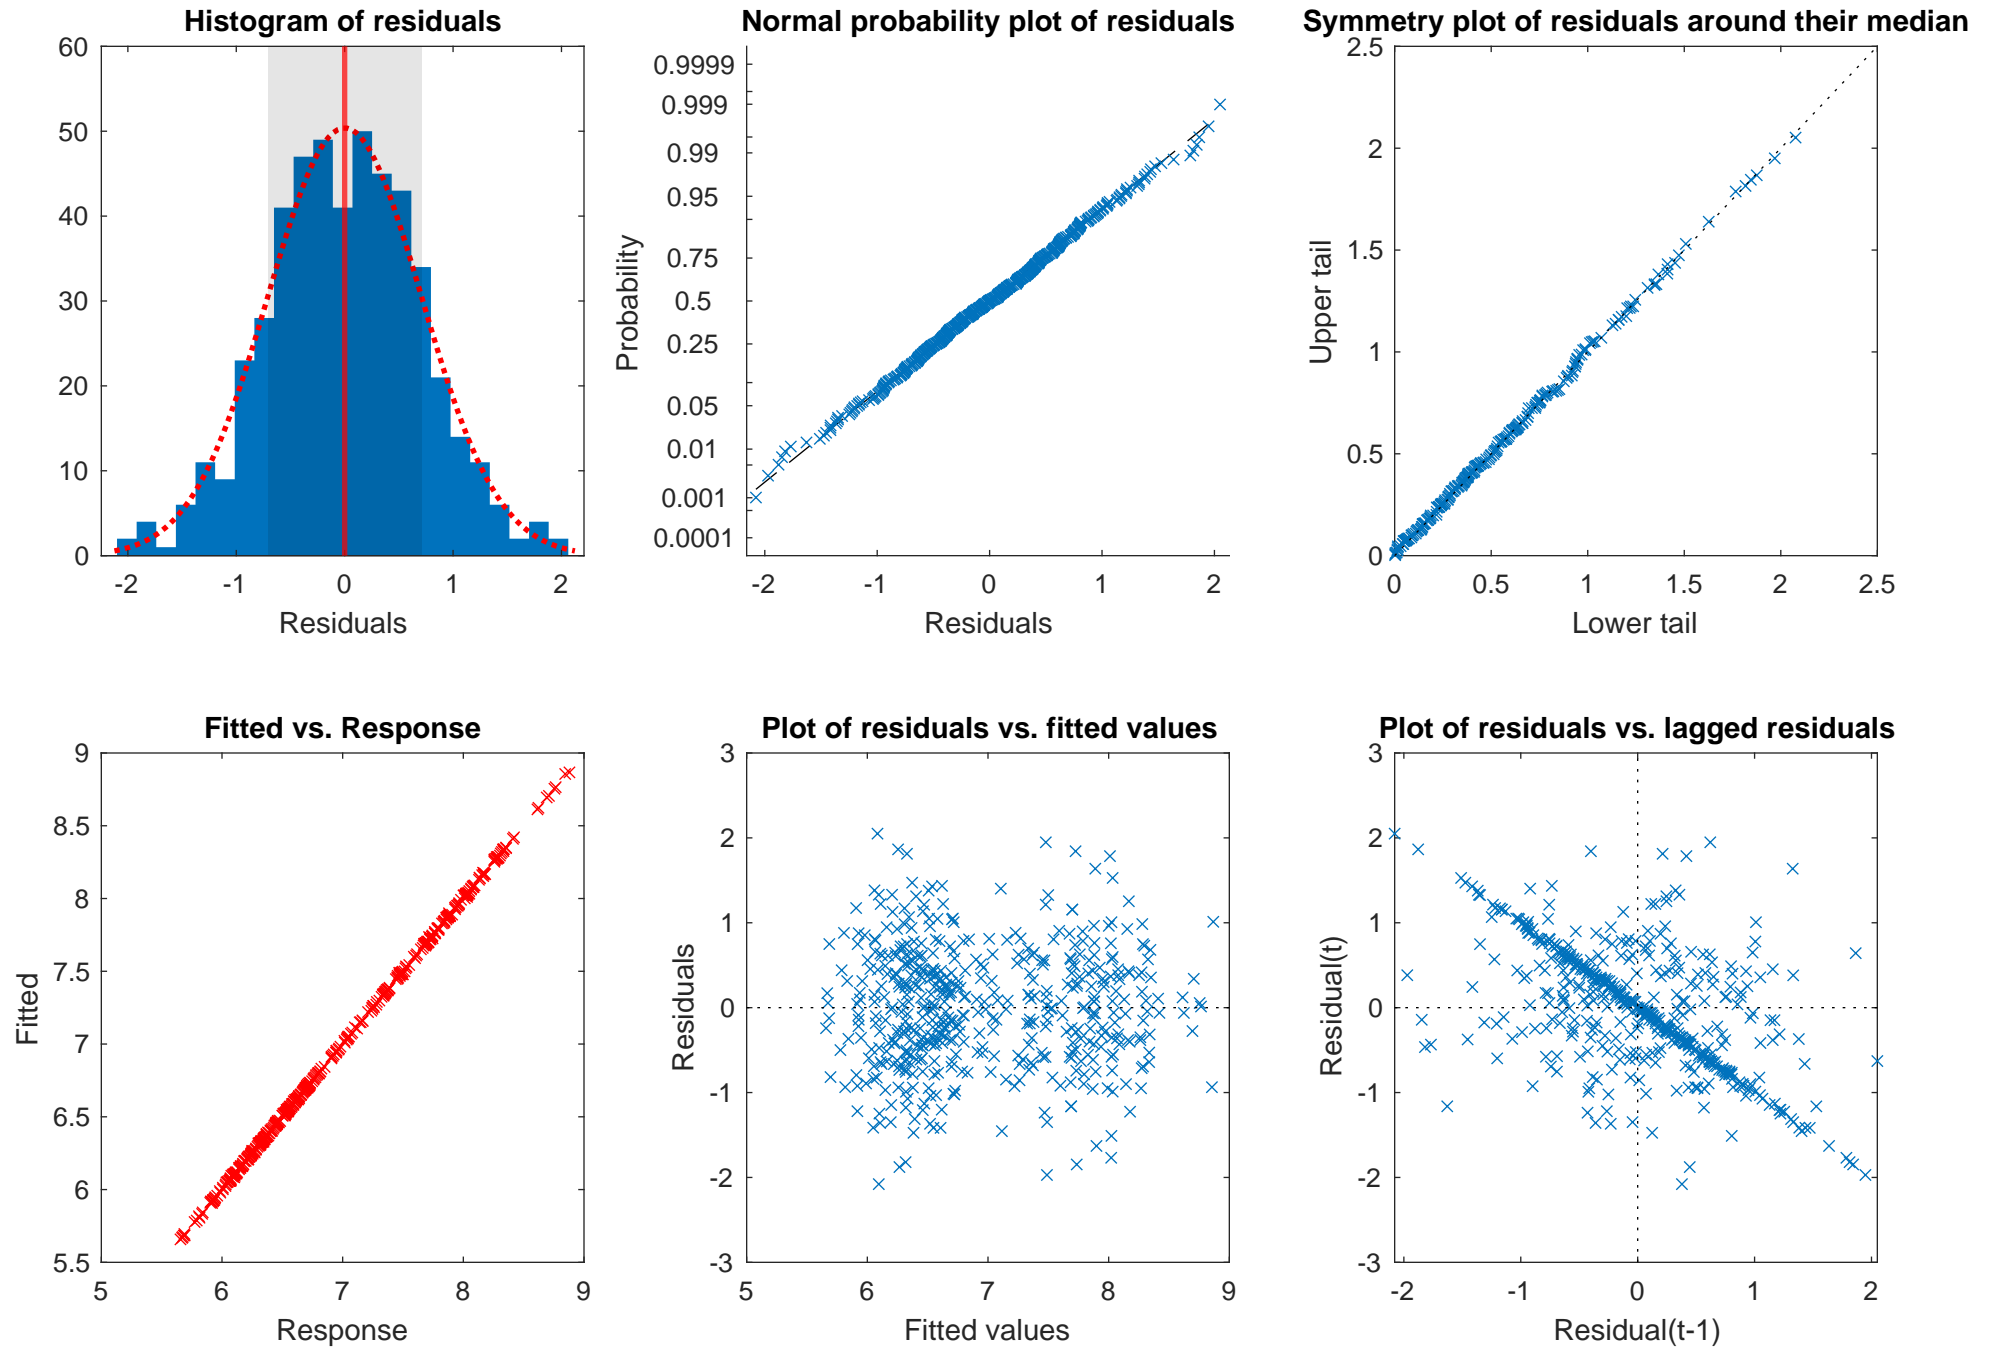 Histogram of residuals
60
50
40
30
20
10
0
-2 -1 0 1 2
Residuals
Normal probability plot of residuals
0.9999
0.999
0.99
0.95
0.75
0.5
0.25
0.05
0.01
0.001
0.0001
Probability
-2 -1 0 1 2
Residuals
Symmetry plot of residuals around their median
2.5
2
1.5
1
0.5
0
Upper tail
0 0.5 1 1.5 2 2.5
Lower tail
Fitted vs. Response
9
8.5
8
7.5
7
6.5
6
5.5
Fitted
5 6 7 8 9
Response
Plot of residuals vs. fitted values
3
2
1
0
-1
-2
-3
Residuals
5 6 7 8 9
Fitted values
Plot of residuals vs. lagged residuals
3
2
1
0
-1
-2
-3
Residual(t)
-2 -1 0 1 2
Residual(t-1)